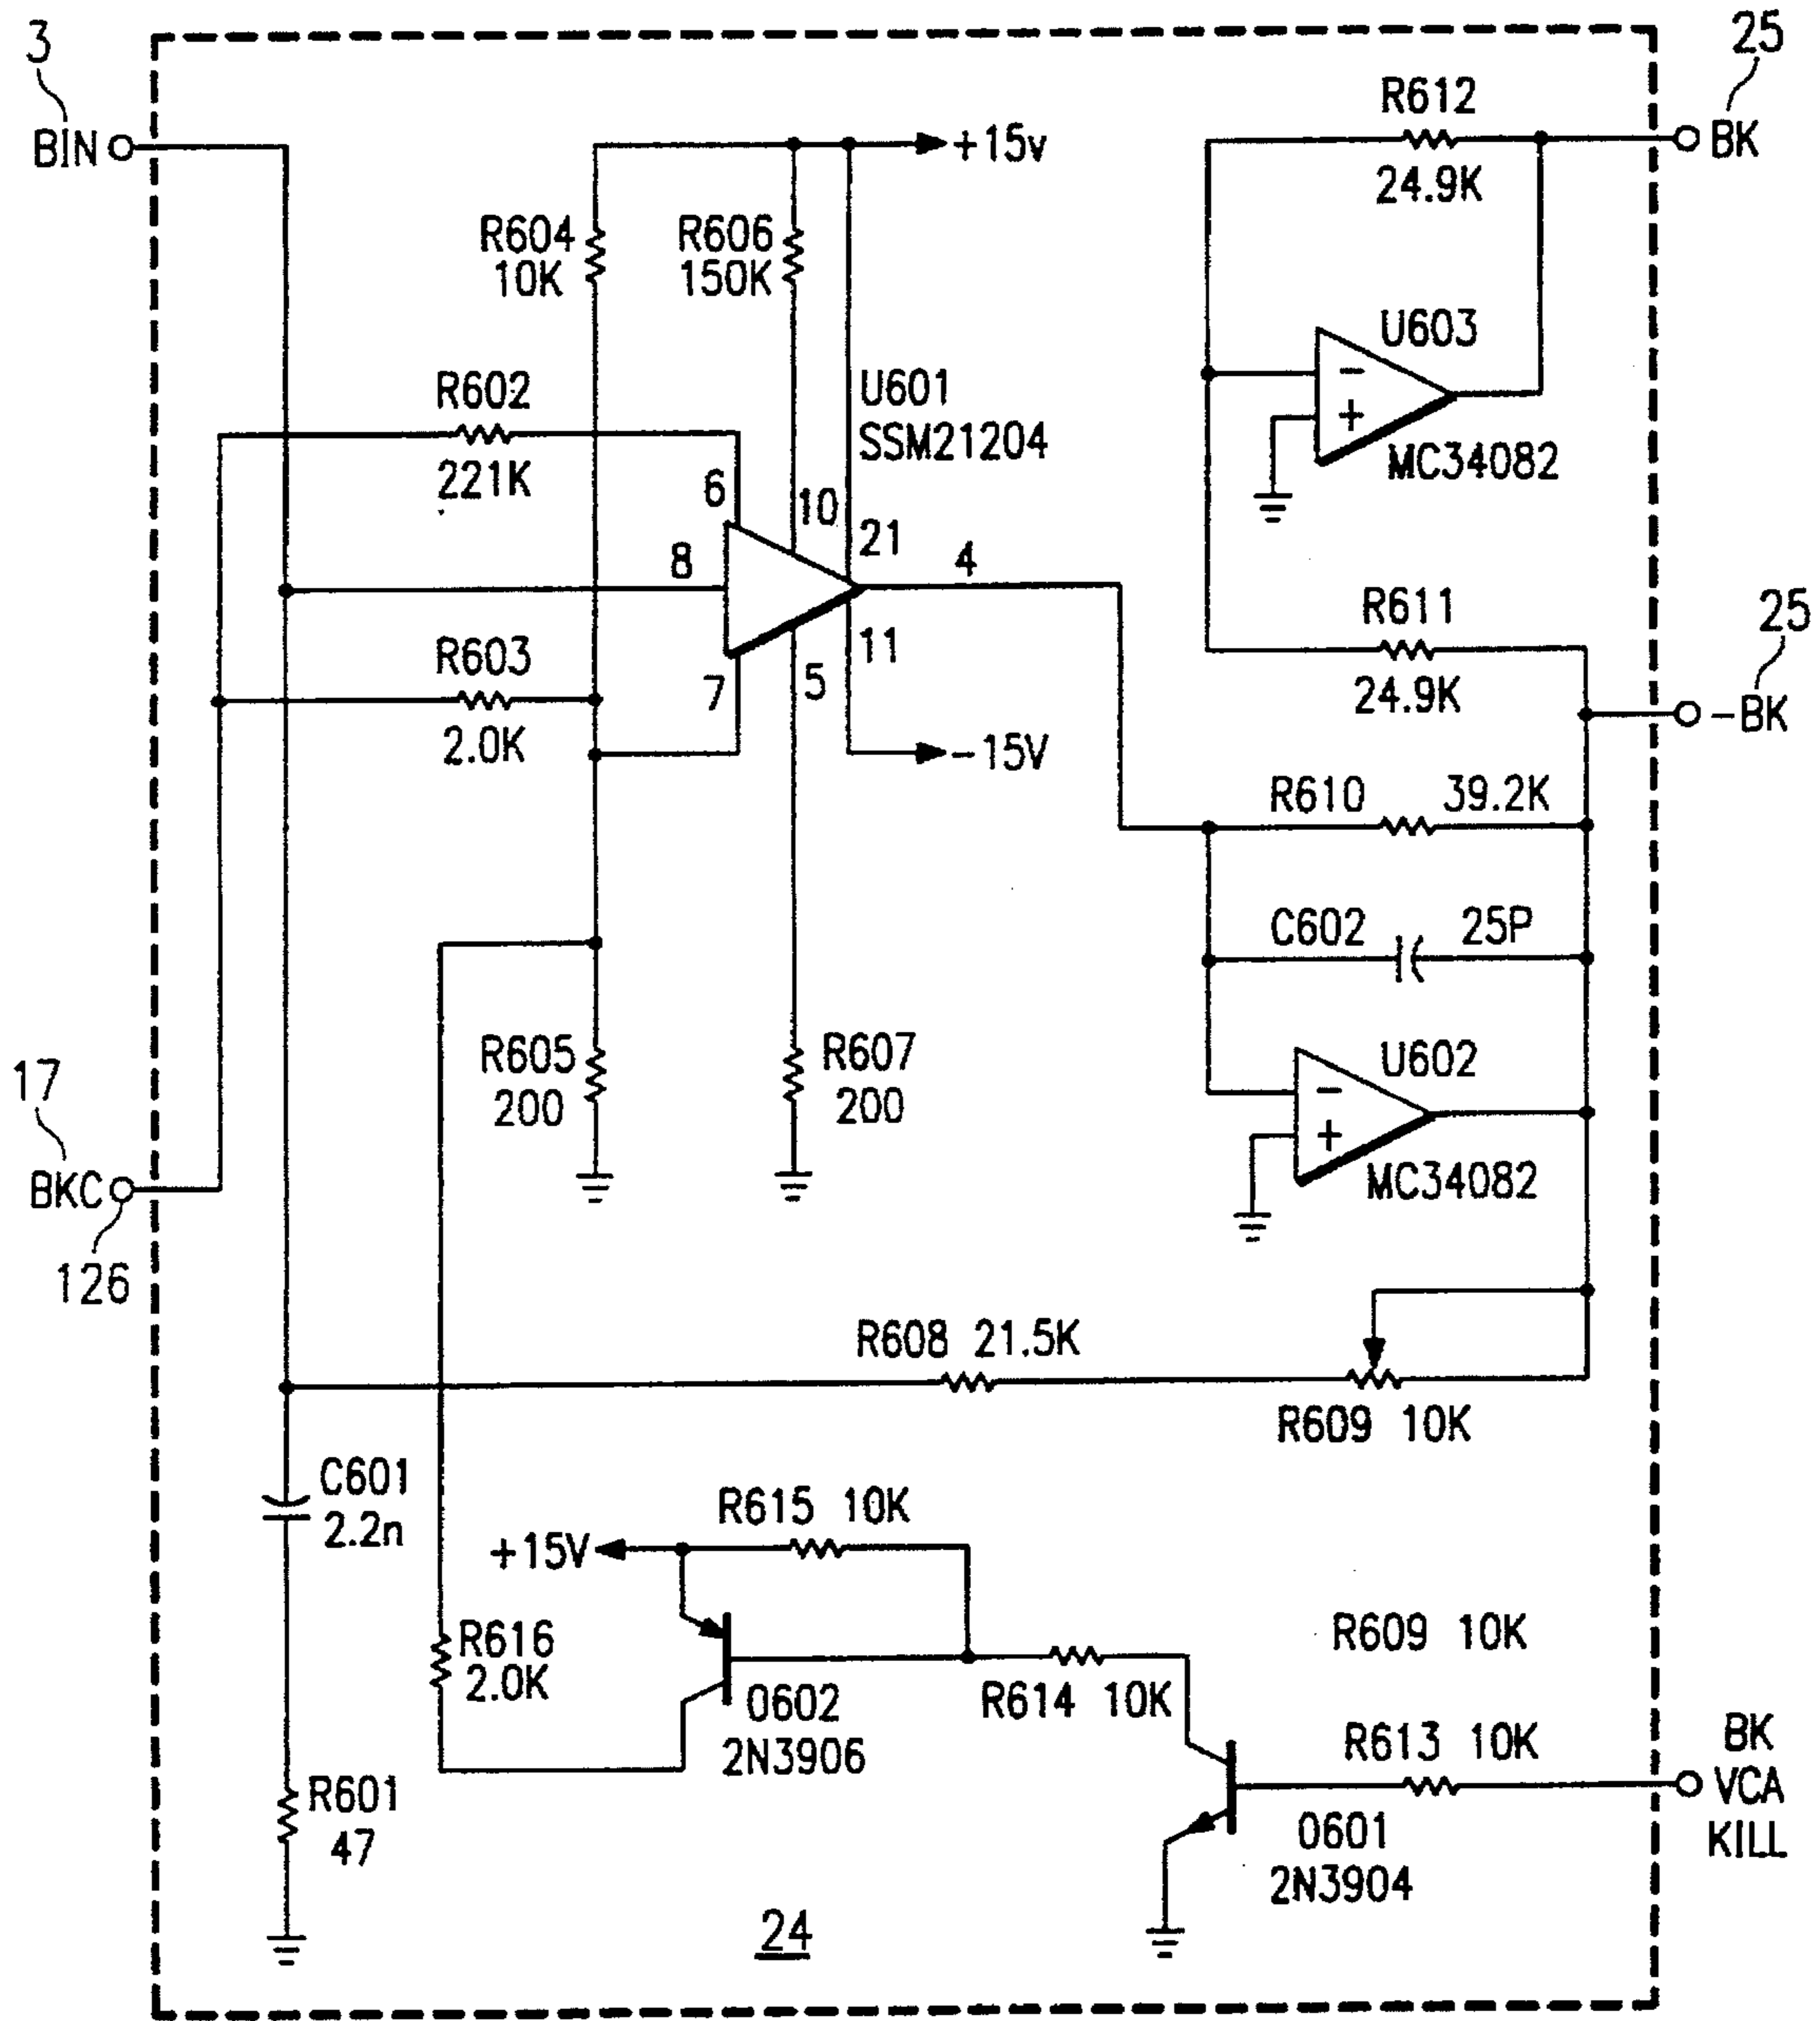 3
BIN
25
R612
BK
24.9K
+15v
R604
10K
R606
150K
U603
-
+
MC34082
R602
221K
U601
SSM21204
6
10
21
8
4
R611
24.9K
25
-BK
R603
2.0K
7
5
11
-15V
R610 39.2K
C602 25P
R605
200
R607
200
U602
-
+
MC34082
17
BKC
126
R608 21.5K
R609 10K
C601
2.2n
R615 10K
+15V
R616
2.0K
0602
2N3906
R614 10K
R609 10K
R613 10K
BK
VCA
KILL
R601
47
0601
2N3904
24